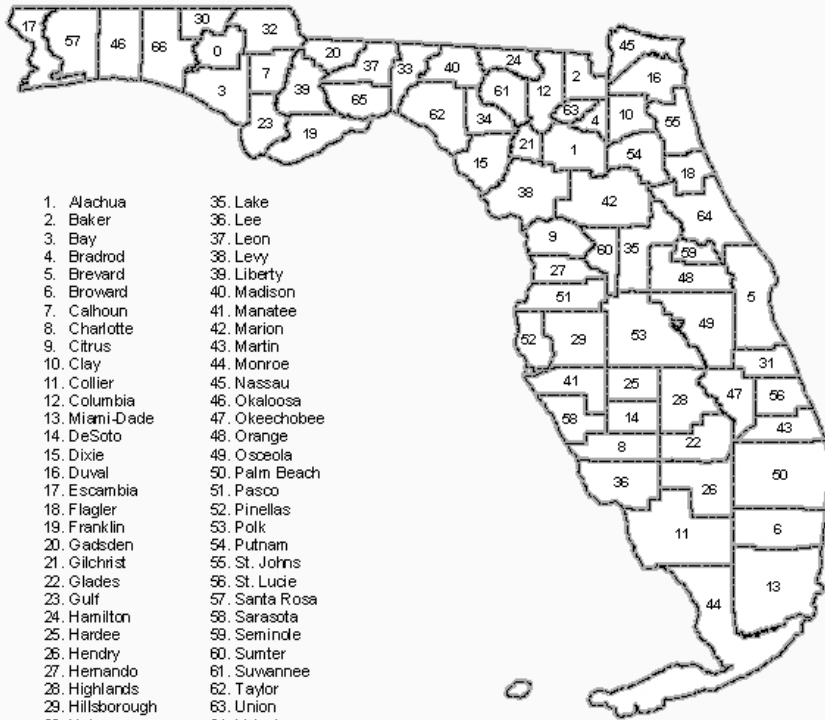 17
57
46
66
30
0
32
3
7
23
39
20
37
65
19
33
40
62
24
61
34
12
15
21
2
63
4
1
45
16
10
55
54
18
38
42
64
9
60
35
59
48
27
51
5
52
29
53
49
31
41
25
28
47
56
58
14
43
8
22
36
26
50
11
6
13
44
1. Alachua
2. Baker
3. Bay
4. Bradrod
5. Brevard
6. Broward
7. Calhoun
8. Charlotte
9. Citrus
10. Clay
11. Collier
12. Columbia
13. Miami-Dade
14. DeSoto
15. Dixie
16. Duval
17. Escambia
18. Flagler
19. Franklin
20. Gadsden
21. Gilchrist
22. Glades
23. Gulf
24. Hamilton
25. Hardee
26. Hendry
27. Hernando
28. Highlands
29. Hillsborough
35. Lake
36. Lee
37. Leon
38. Levy
39. Liberty
40. Madison
41. Manatee
42. Marion
43. Martin
44. Monroe
45. Nassau
46. Okaloosa
47. Okeechobee
48. Orange
49. Osceola
50. Palm Beach
51. Pasco
52. Pinellas
53. Polk
54. Putnam
55. St. Johns
56. St. Lucie
57. Santa Rosa
58. Sarasota
59. Seminole
60. Sumter
61. Suwannee
62. Taylor
63. Union